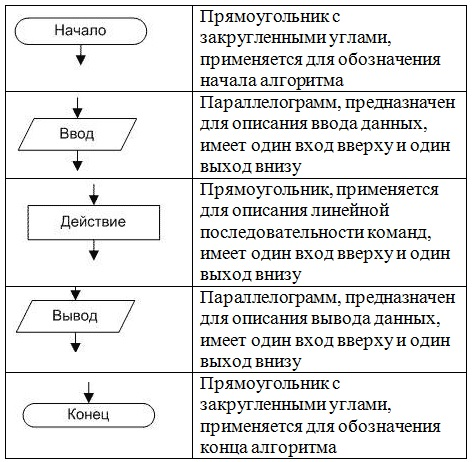 Начало
Прямоугольник с
закругленными углами,
применяется для обозначения
начала алгоритма
Ввод
Параллелограмм, предназначен
для описания ввода данных,
имеет один вход вверху и один
выход внизу
Действие
Прямоугольник, применяется
для описания линейной
последовательности команд,
имеет один вход вверху и один
выход внизу
Вывод
Параллелограмм, предназначен
для описания вывода данных,
имеет один вход вверху и один
выход внизу
Конец
Прямоугольник с
закругленными углами,
применяется для обозначения
конца алгоритма